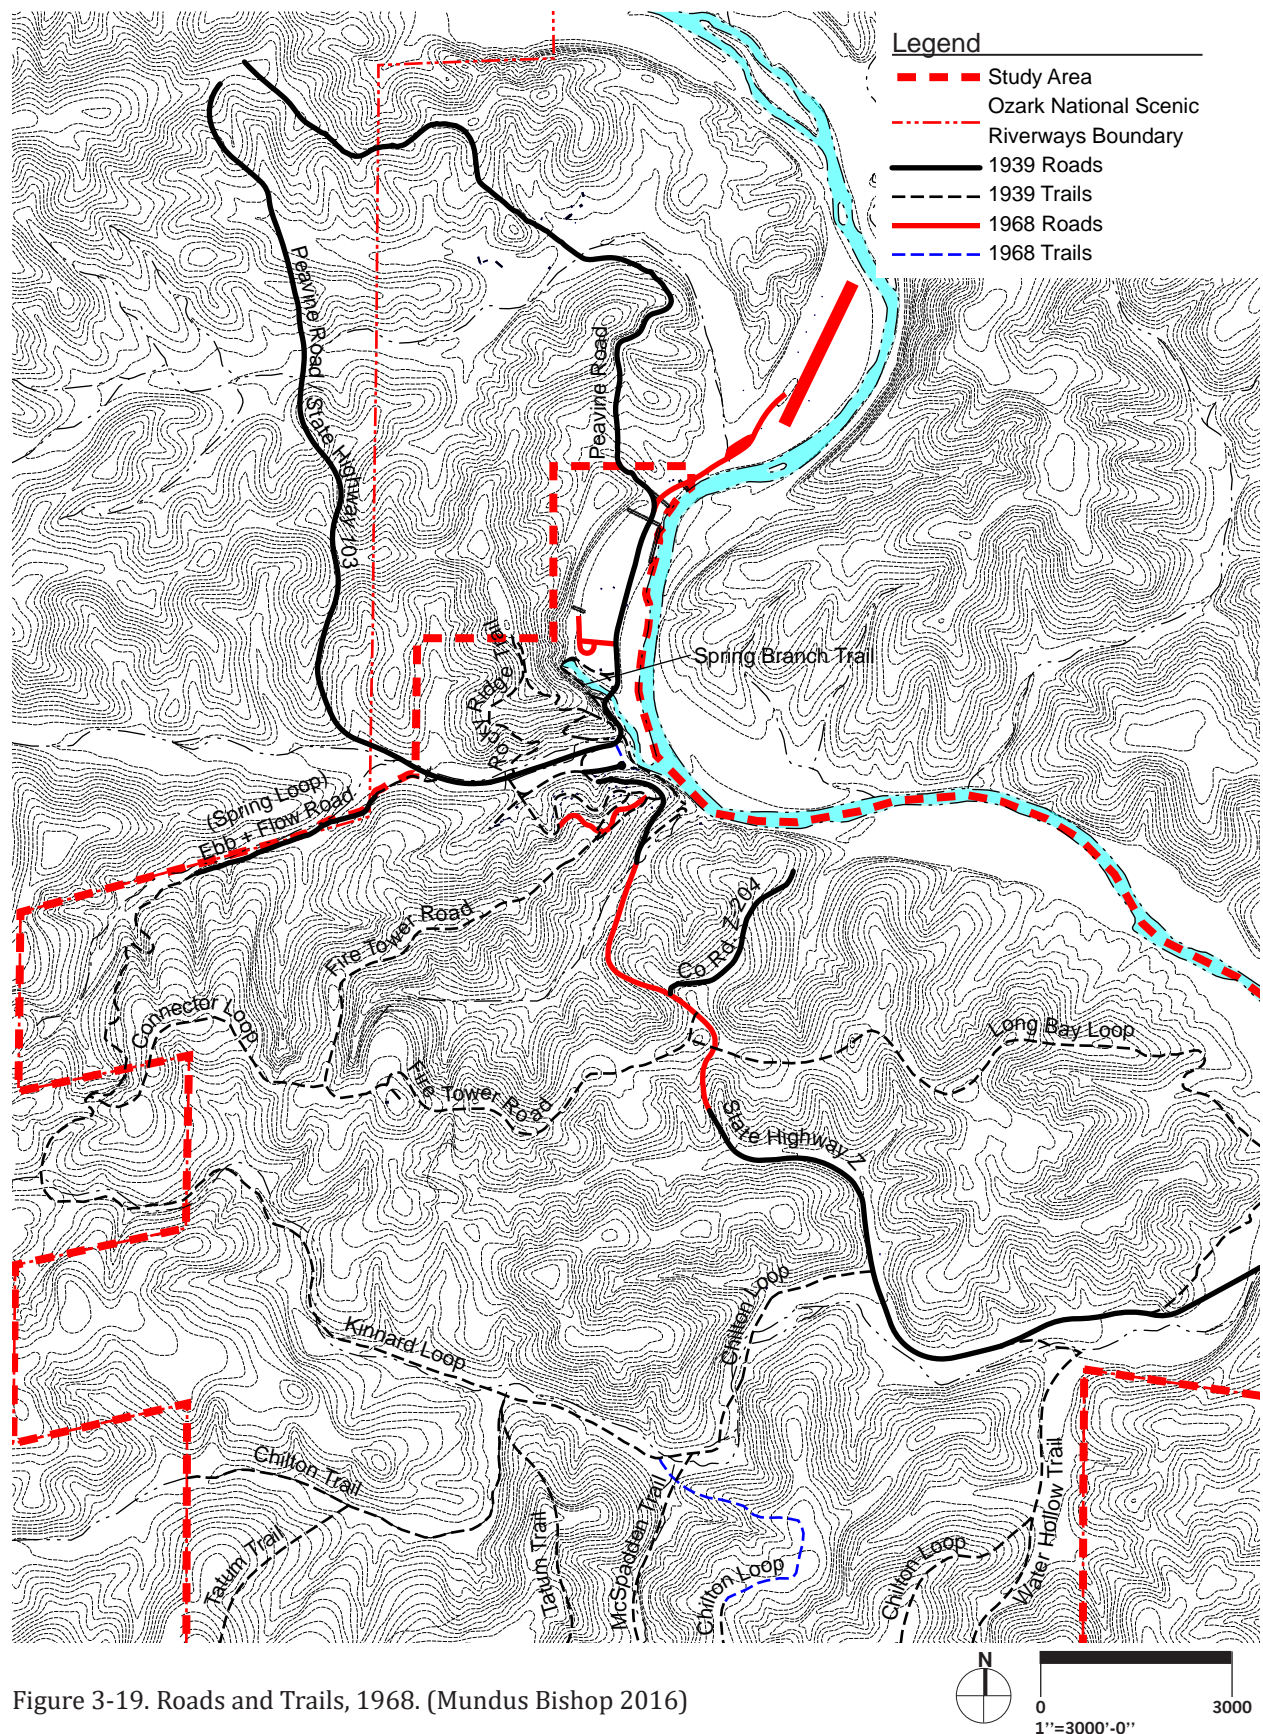 Legend
Study Area
Ozark National Scenic
Riverways Boundary
1939 Roads
1939 Trails
1968 Roads
1968 Trails
Peavine Road / State Highway 103
Peavine Road
Spring Branch Trail
Rocky Ridge Trail
(Spring Loop)
Ebb + Flow Road
Fire Tower Road
Co Rd. Z-204
Connector Loop
Long Bay Loop
Fire Tower Road
State Highway Z
Chilton Loop
Kinnard Loop
Chilton Trail
Tatum Trail
Tatum Trail
McSpadden Trail
Chilton Loop
Chilton Loop
Water Hollow Trail
N
0 3000
1"=3000'-0"
Figure 3-19. Roads and Trails, 1968. (Mundus Bishop 2016)